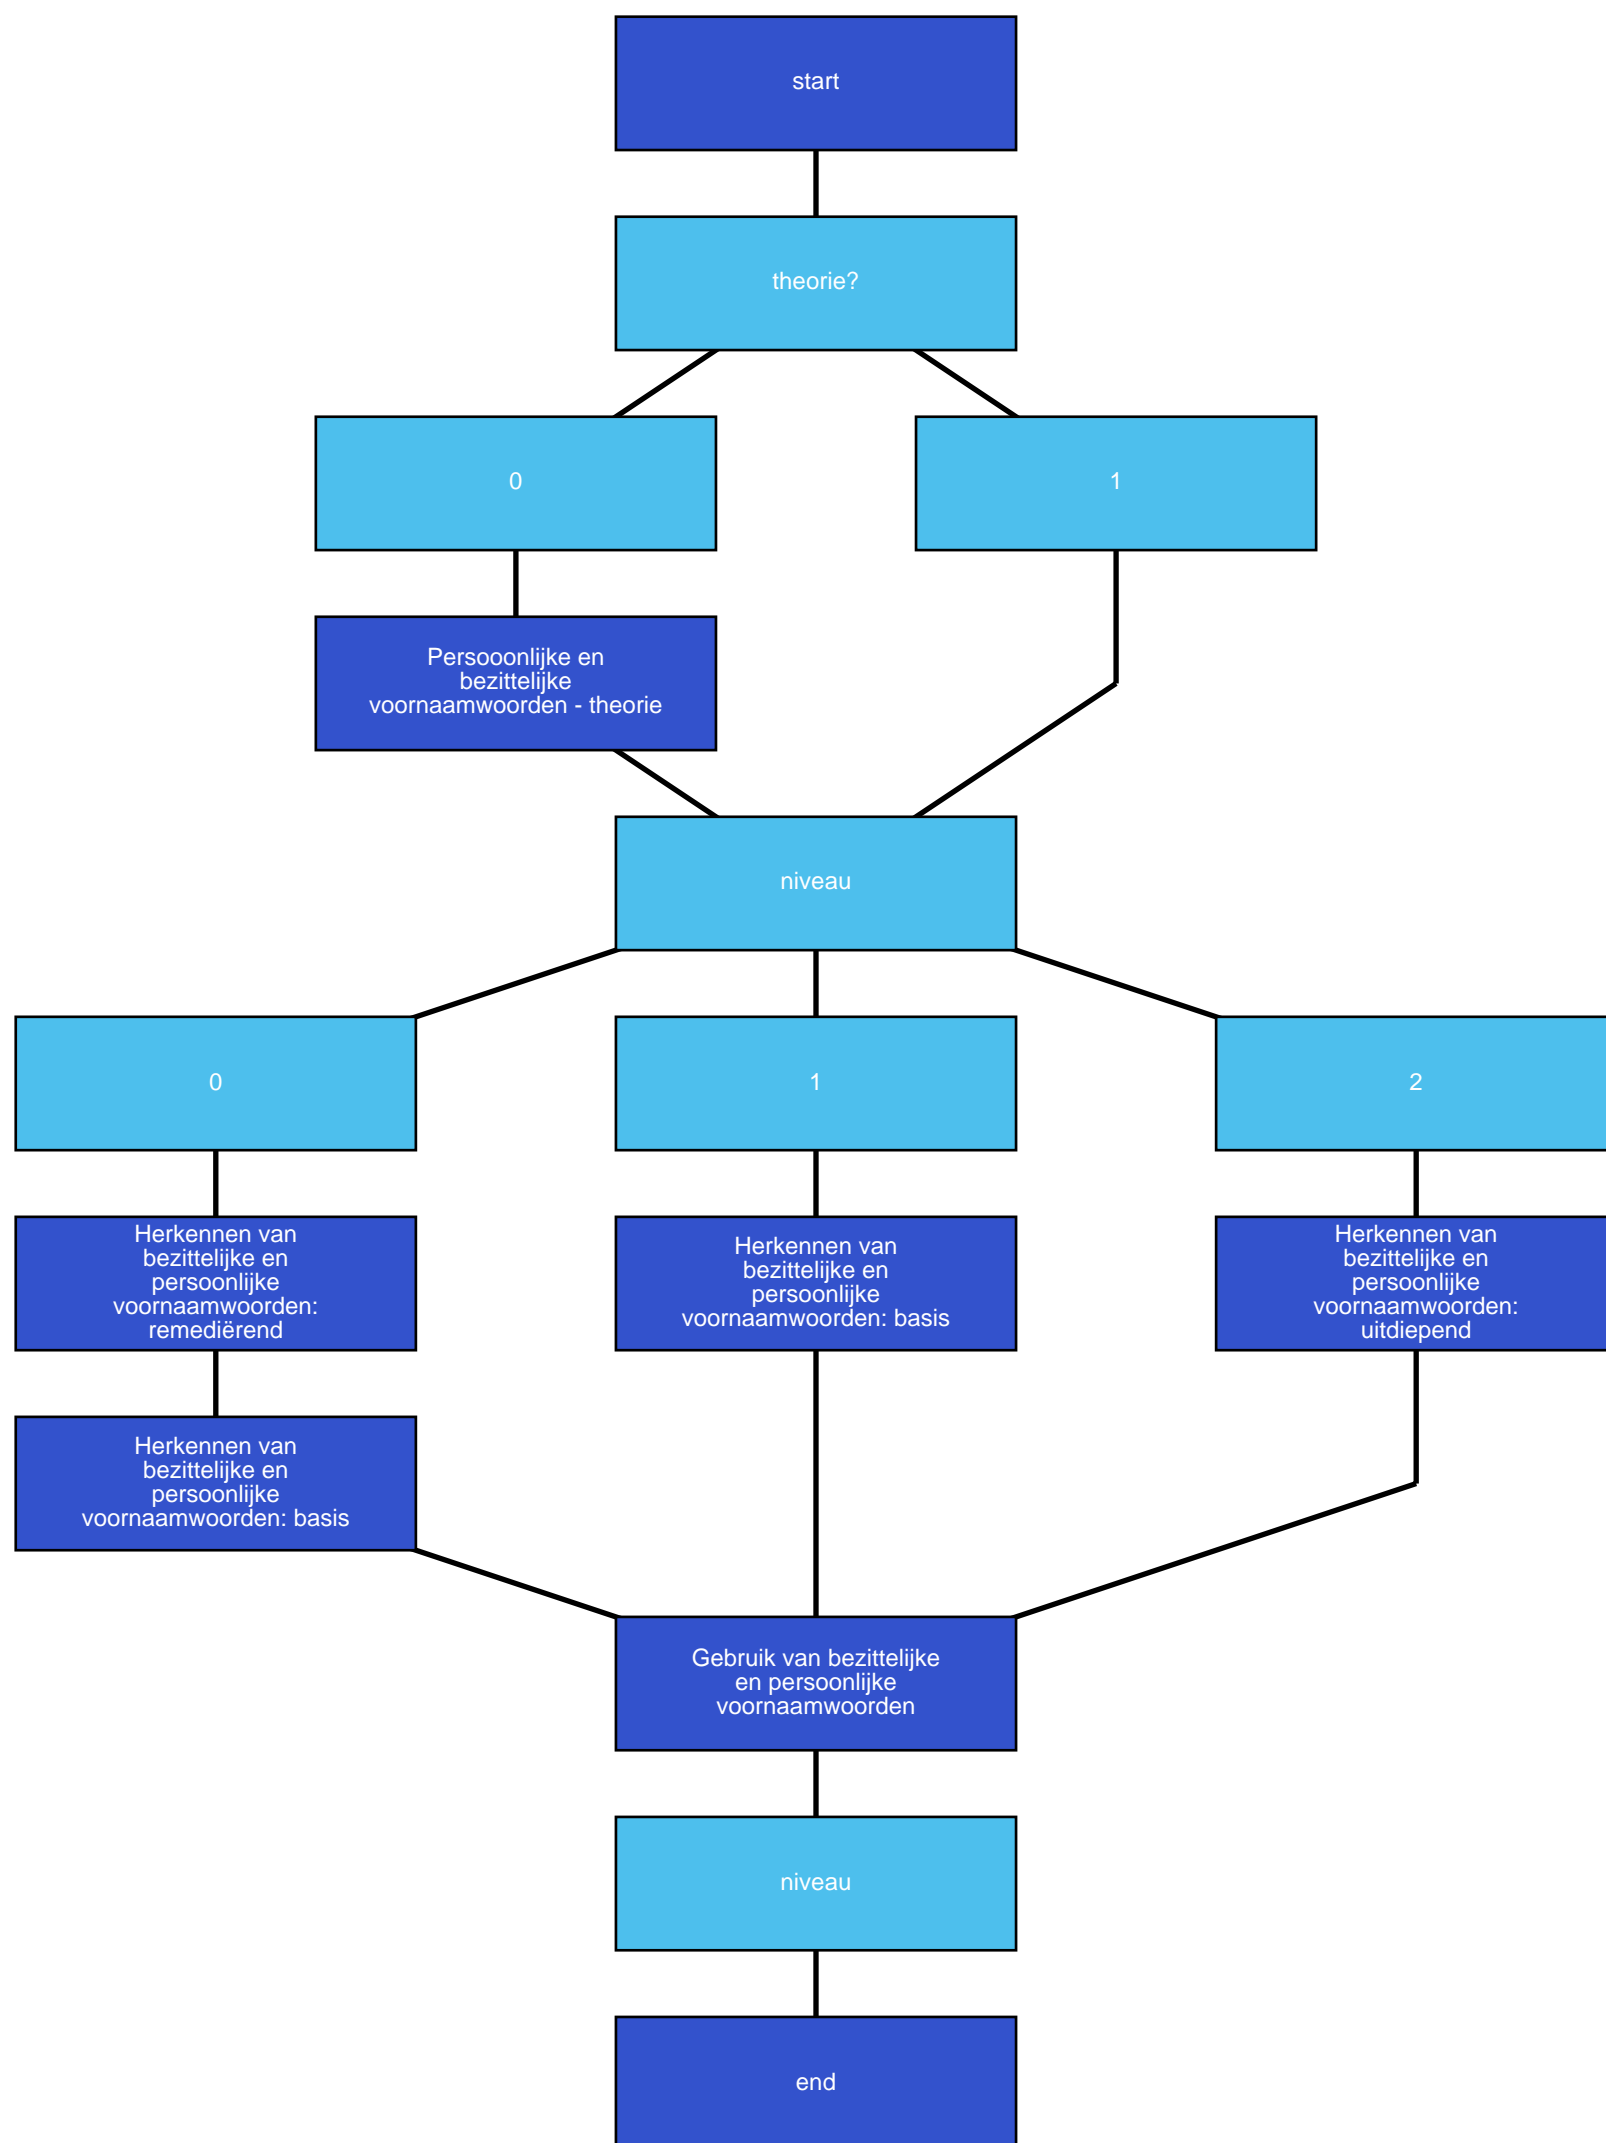 start
theorie?
0
1
Persooonlijke en
bezittelijke
voornaamwoorden - theorie
niveau
0
1
2
Herkennen van
bezittelijke en
persoonlijke
voornaamwoorden:
remediërend
Herkennen van
bezittelijke en
persoonlijke
voornaamwoorden: basis
Herkennen van
bezittelijke en
persoonlijke
voornaamwoorden:
uitdiepend
Herkennen van
bezittelijke en
persoonlijke
voornaamwoorden: basis
Gebruik van bezittelijke
en persoonlijke
voornaamwoorden
niveau
end